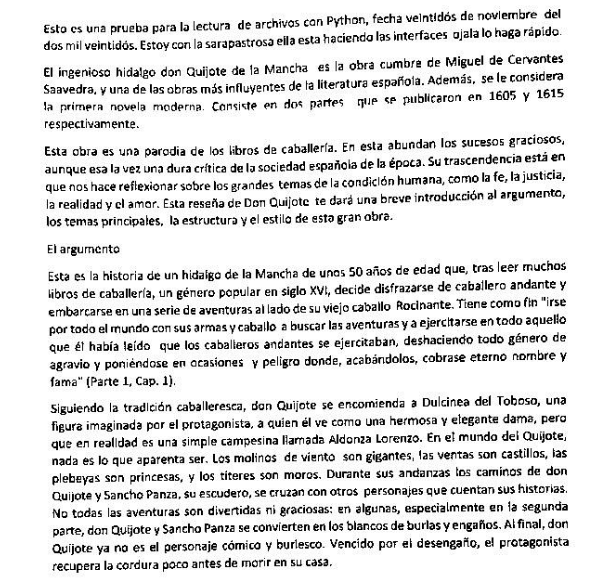 Esto es una prueba para la lectura de archivos con Python, fecha veintidós de noviembre del
dos mil veintidós. Estoy con la sarapastrosa ella esta haciendo las interfaces ojala lo haga rápido.
El ingenioso hidalgo don Quijote de la Mancha es la obra cumbre de Miguel de Cervantes
Saavedra, y una de las obras más influyentes de la literatura española. Además, se le considera
la primera novela moderna. Consiste en dos partes que se publicaron en 1605 y 1615
respectivamente.
Esta obra es una parodia de los libros de caballería. En esta abundan los sucesos graciosos,
aunque esa la vez una dura crítica de la sociedad española de la época. Su trascendencia está en
que nos hace reflexionar sobre los grandes temas de la condición humana, como la fe, la justicia,
la realidad y el amor. Esta reseña de Don Quijote te dará una breve introducción al argumento,
los temas principales, la estructura y el estilo de esta gran obra.
El argumento
Esta es la historia de un hidalgo de la Mancha de unos 50 años de edad que, tras leer muchos
libros de caballería, un género popular en siglo XVI, decide disfrazarse de caballero andante y
embarcarse en una serie de aventuras al lado de su viejo caballo Rocinante. Tiene como fin "irse
por todo el mundo con sus armas y caballo a buscar las aventuras y a ejercitarse en todo aquello
que él había leído que los caballeros andantes se ejercitaban, deshaciendo todo género de
agravio y poniéndose en ocasiones y peligro donde, acabándolos, cobrase eterno nombre y
fama" (Parte 1, Cap. 1).
Siguiendo la tradición caballeresca, don Quijote se encomienda a Dulcinea del Toboso, una
figura imaginada por el protagonista, a quien él ve como una hermosa y elegante dama, pero
que en realidad es una simple campesina llamada Aldonza Lorenzo. En el mundo del Quijote,
nada es lo que aparenta ser. Los molinos de viento son gigantes, las ventas son castillos, las
plebeyas son princesas, y los títeres son moros. Durante sus andanzas los caminos de don
Quijote y Sancho Panza, su escudero, se cruzan con otros personajes que cuentan sus historias.
No todas las aventuras son divertidas ni graciosas: en algunas, especialmente en la segunda
parte, don Quijote y Sancho Panza se convierten en los blancos de burlas y engaños. Al final, don
Quijote ya no es el personaje cómico y burlesco. Vencido por el desengaño, el protagonista
recupera la cordura poco antes de morir en su casa.